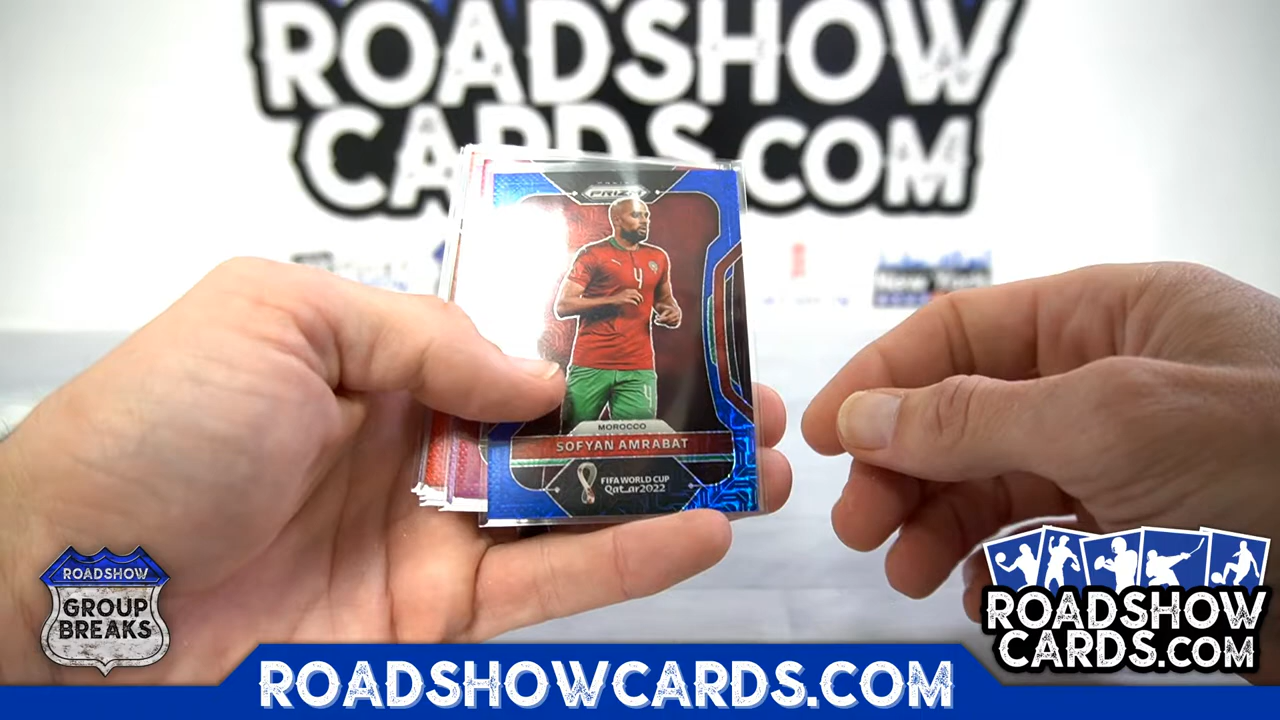 ROADSHOW
CARDS.COM
PRIZM
4
4
MOROCCO
SOFYAN AMRABAT
FIFA WORLD CUP
Qatar2022
New York
ROADSHOW
GROUP
BREAKS
ROADSHOW
CARDS.COM
ROADSHOWCARDS.COM